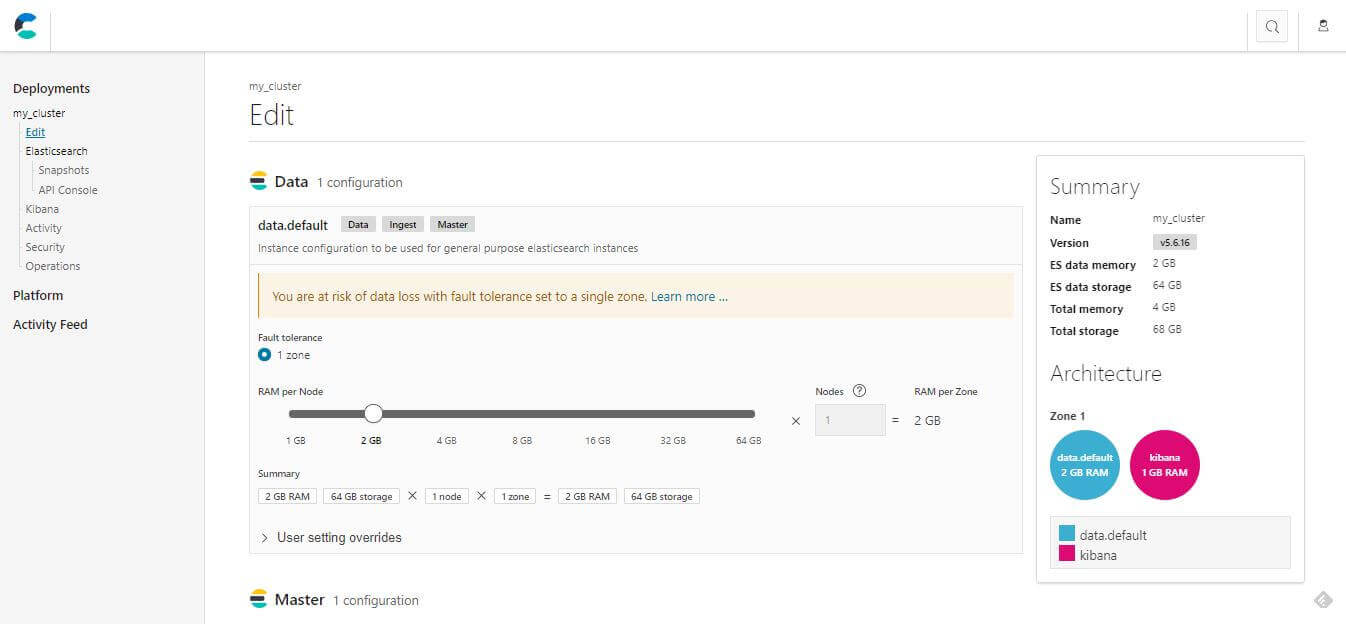 Deployments
my_cluster
Edit
Elasticsearch
Snapshots
API Console
Kibana
Activity
Security
Operations
Platform
Activity Feed
my_cluster
Edit
Data 1 configuration
data.default Data Ingest Master
Instance configuration to be used for general purpose elasticsearch instances
You are at risk of data loss with fault tolerance set to a single zone. Learn more ...
Fault tolerance
1 zone
RAM per Node Nodes ? RAM per Zone
× 1 = 2 GB
1 GB 2 GB 4 GB 8 GB 16 GB 32 GB 64 GB
Summary
2 GB RAM 64 GB storage × 1 node × 1 zone = 2 GB RAM 64 GB storage
User setting overrides
Master 1 configuration
Summary
Name my_cluster
Version v5.6.16
ES data memory 2 GB
ES data storage 64 GB
Total memory 4 GB
Total storage 68 GB
Architecture
Zone 1
data.default
2 GB RAM
kibana
1 GB RAM
data.default
kibana